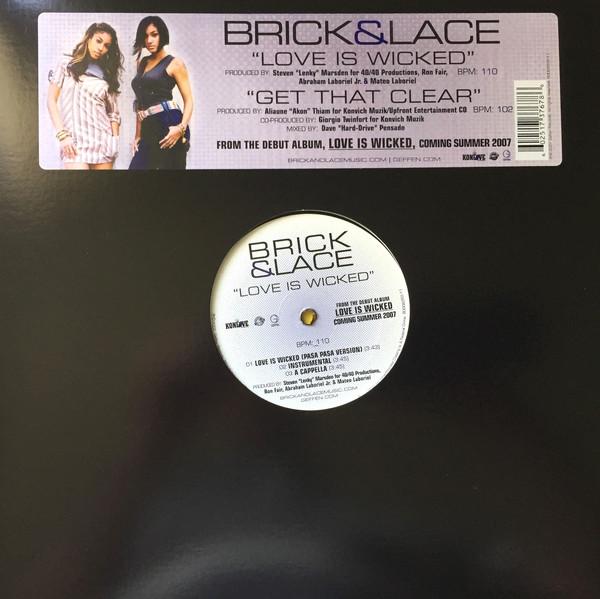 BRICK&LACE
"LOVE IS WICKED"
PRODUCED BY: Steven "Lenky" Marsden for 40/40 Productions, Ron Fair, BPM: 110
Abraham Laboriel Jr. & Mateo Laboriel
"GET THAT CLEAR"
PRODUCED BY: Aliaune "Akon" Thiam for Konvich Muzik/Upfront Entertainment CO BPM: 102
CO-PRODUCED BY: Giorgio Tuinfort for Konvich Muzik
MIXED BY: Dave "Hard-Drive" Pensado
FROM THE DEBUT ALBUM, LOVE IS WICKED, COMING SUMMER 2007
BRICKANDLACEMUSIC.COM | GEFFEN.COM
KONLIVE
BRICK
&LACE
"LOVE IS WICKED"
FROM THE DEBUT ALBUM
LOVE IS WICKED
COMING SUMMER 2007
KONLIVE
BPM:_110
01 LOVE IS WICKED (PASA PASA VERSION) (3:43)
02 INSTRUMENTAL (3:45)
03 A CAPPELLA (3:45)
PRODUCED BY: Steven "Lenky" Marsden for 40/40 Productions,
Ron Fair, Abraham Laboriel Jr. & Mateo Laboriel
BRICKANDLACEMUSIC.COM
GEFFEN.COM